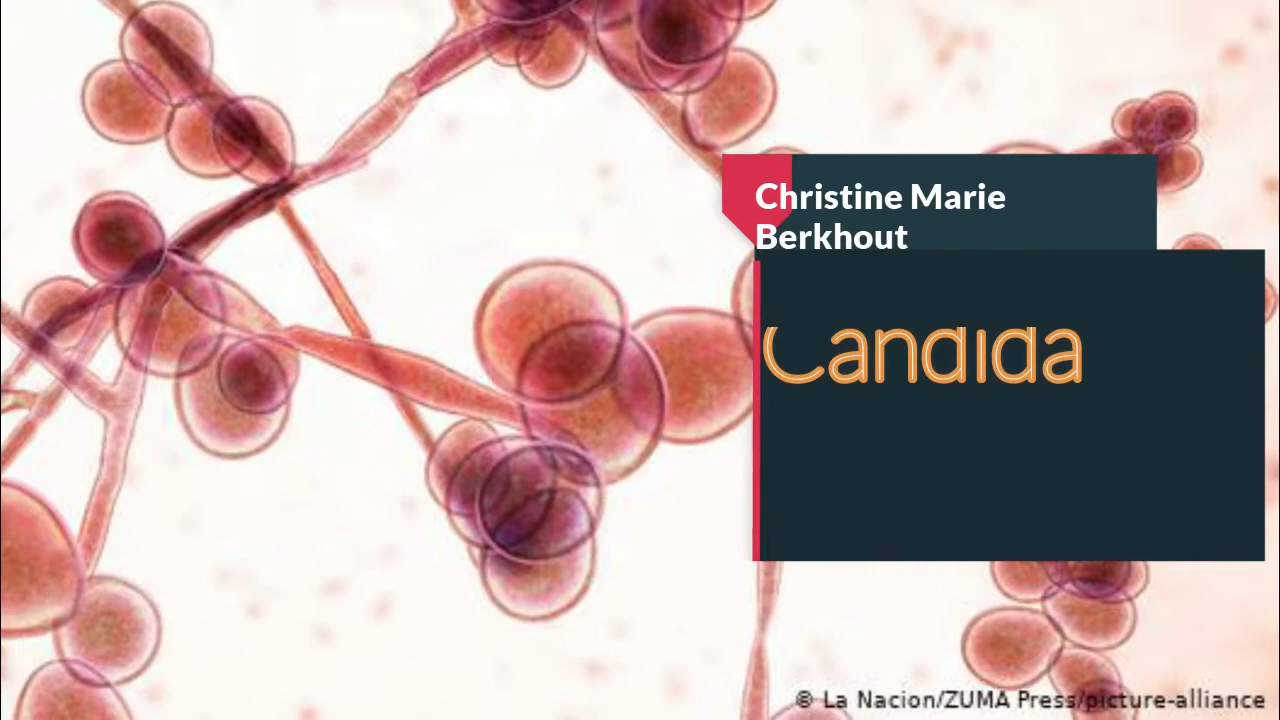 Christine Marie
Berkhout
Candida
© La Nacion/ZUMA Press/picture-alliance